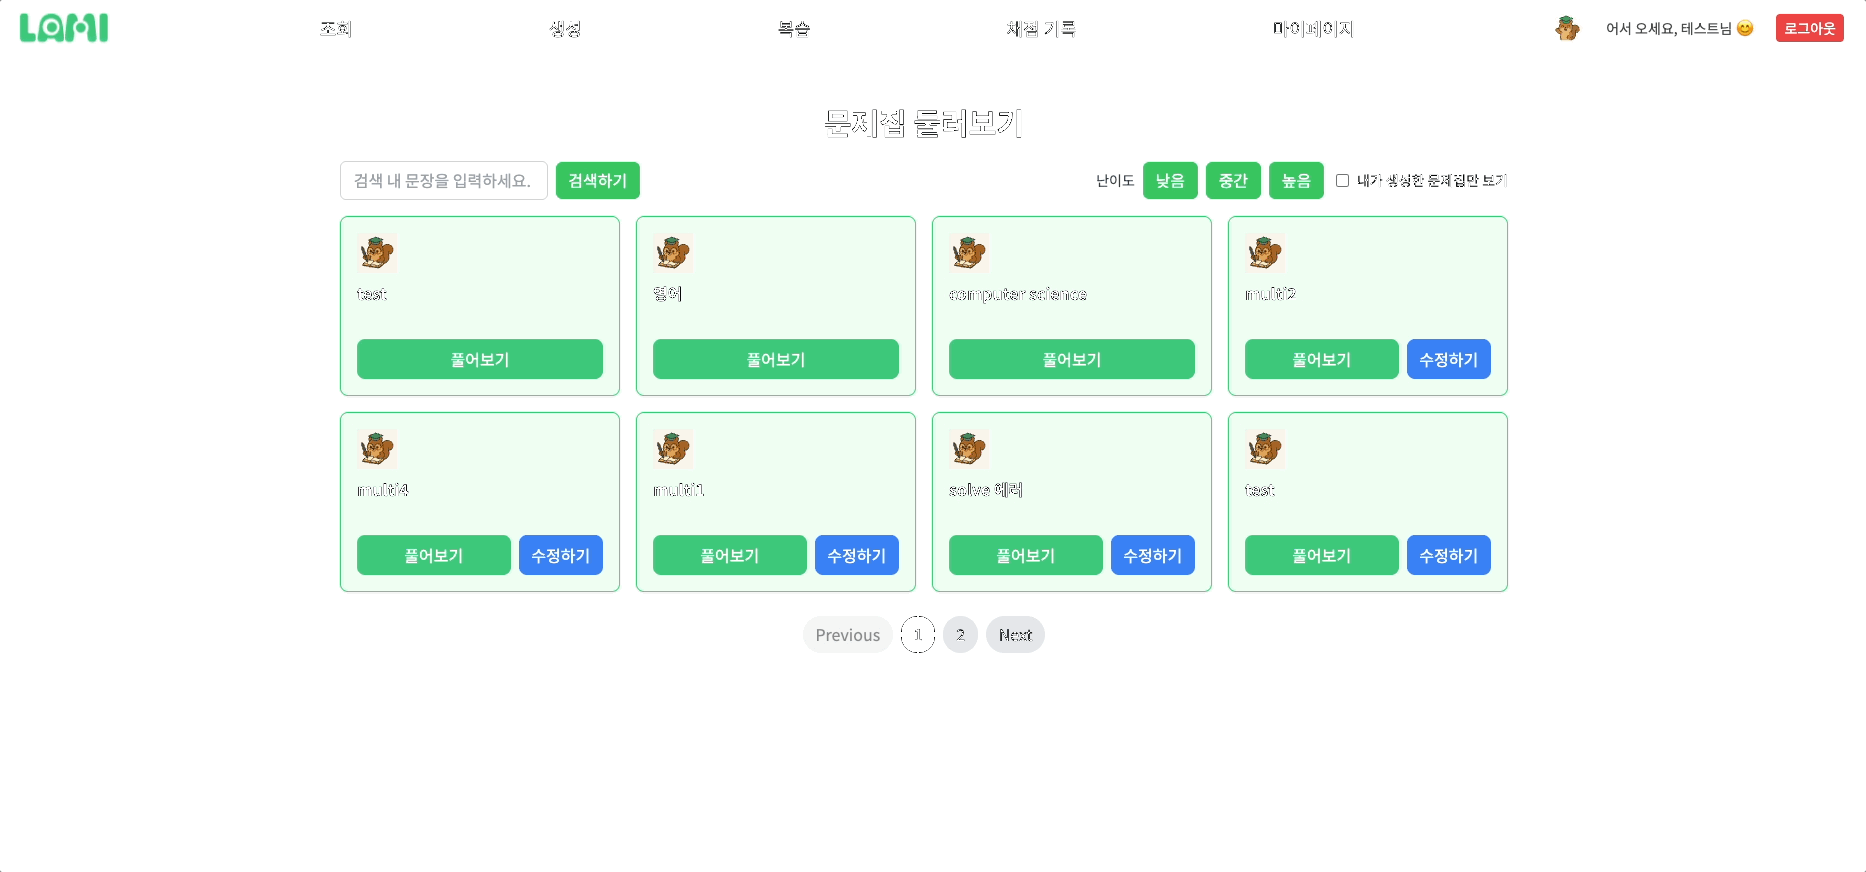 LAMI
조회
생성
복습
채점 기록
마이페이지
어서 오세요, 테스트님 😊
로그아웃
문제집 둘러보기
검색 내 문장을 입력하세요.
검색하기
난이도
낮음
중간
높음
내가 생성한 문제집만 보기
test
영어
computer science
multi2
풀어보기
풀어보기
풀어보기
풀어보기
수정하기
multi4
multi1
solve 에러
test
풀어보기
수정하기
풀어보기
수정하기
풀어보기
수정하기
풀어보기
수정하기
Previous
1
2
Next